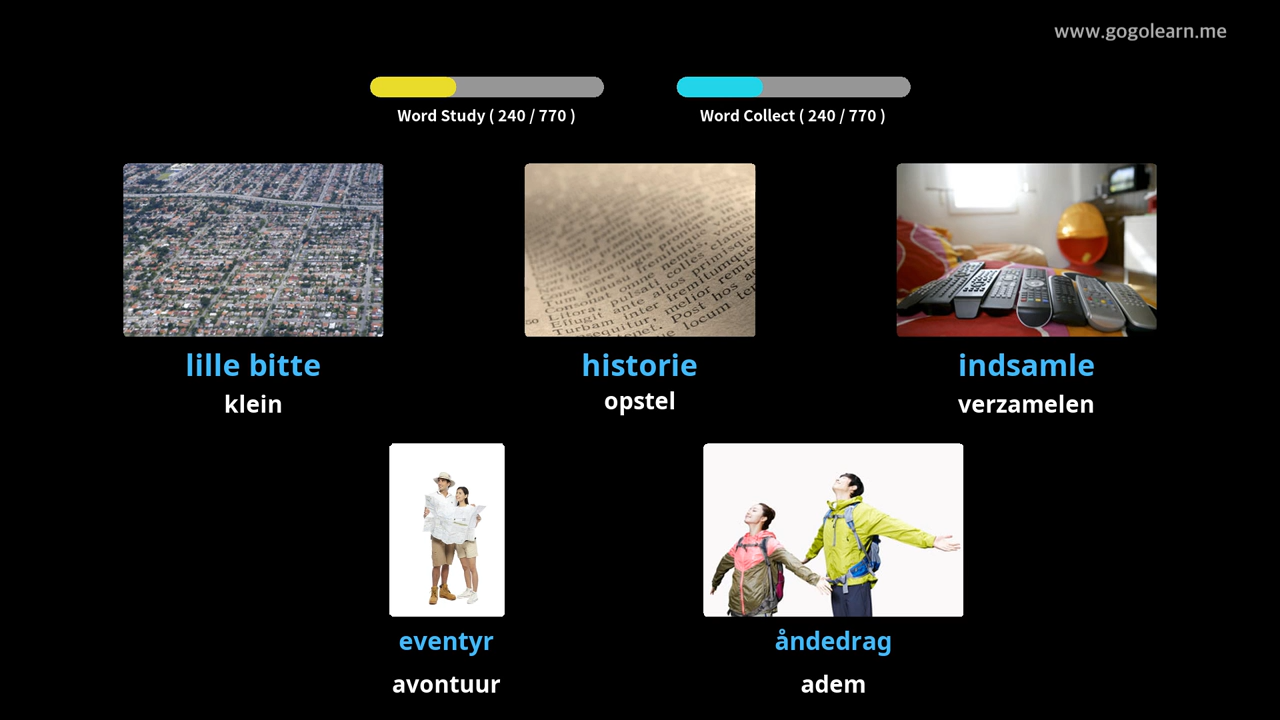 www.gogolearn.me
Word Study ( 240 / 770 )
Word Collect ( 240 / 770 )
lille bitte
klein
historie
opstel
indsamle
verzamelen
eventyr
avontuur
åndedrag
adem